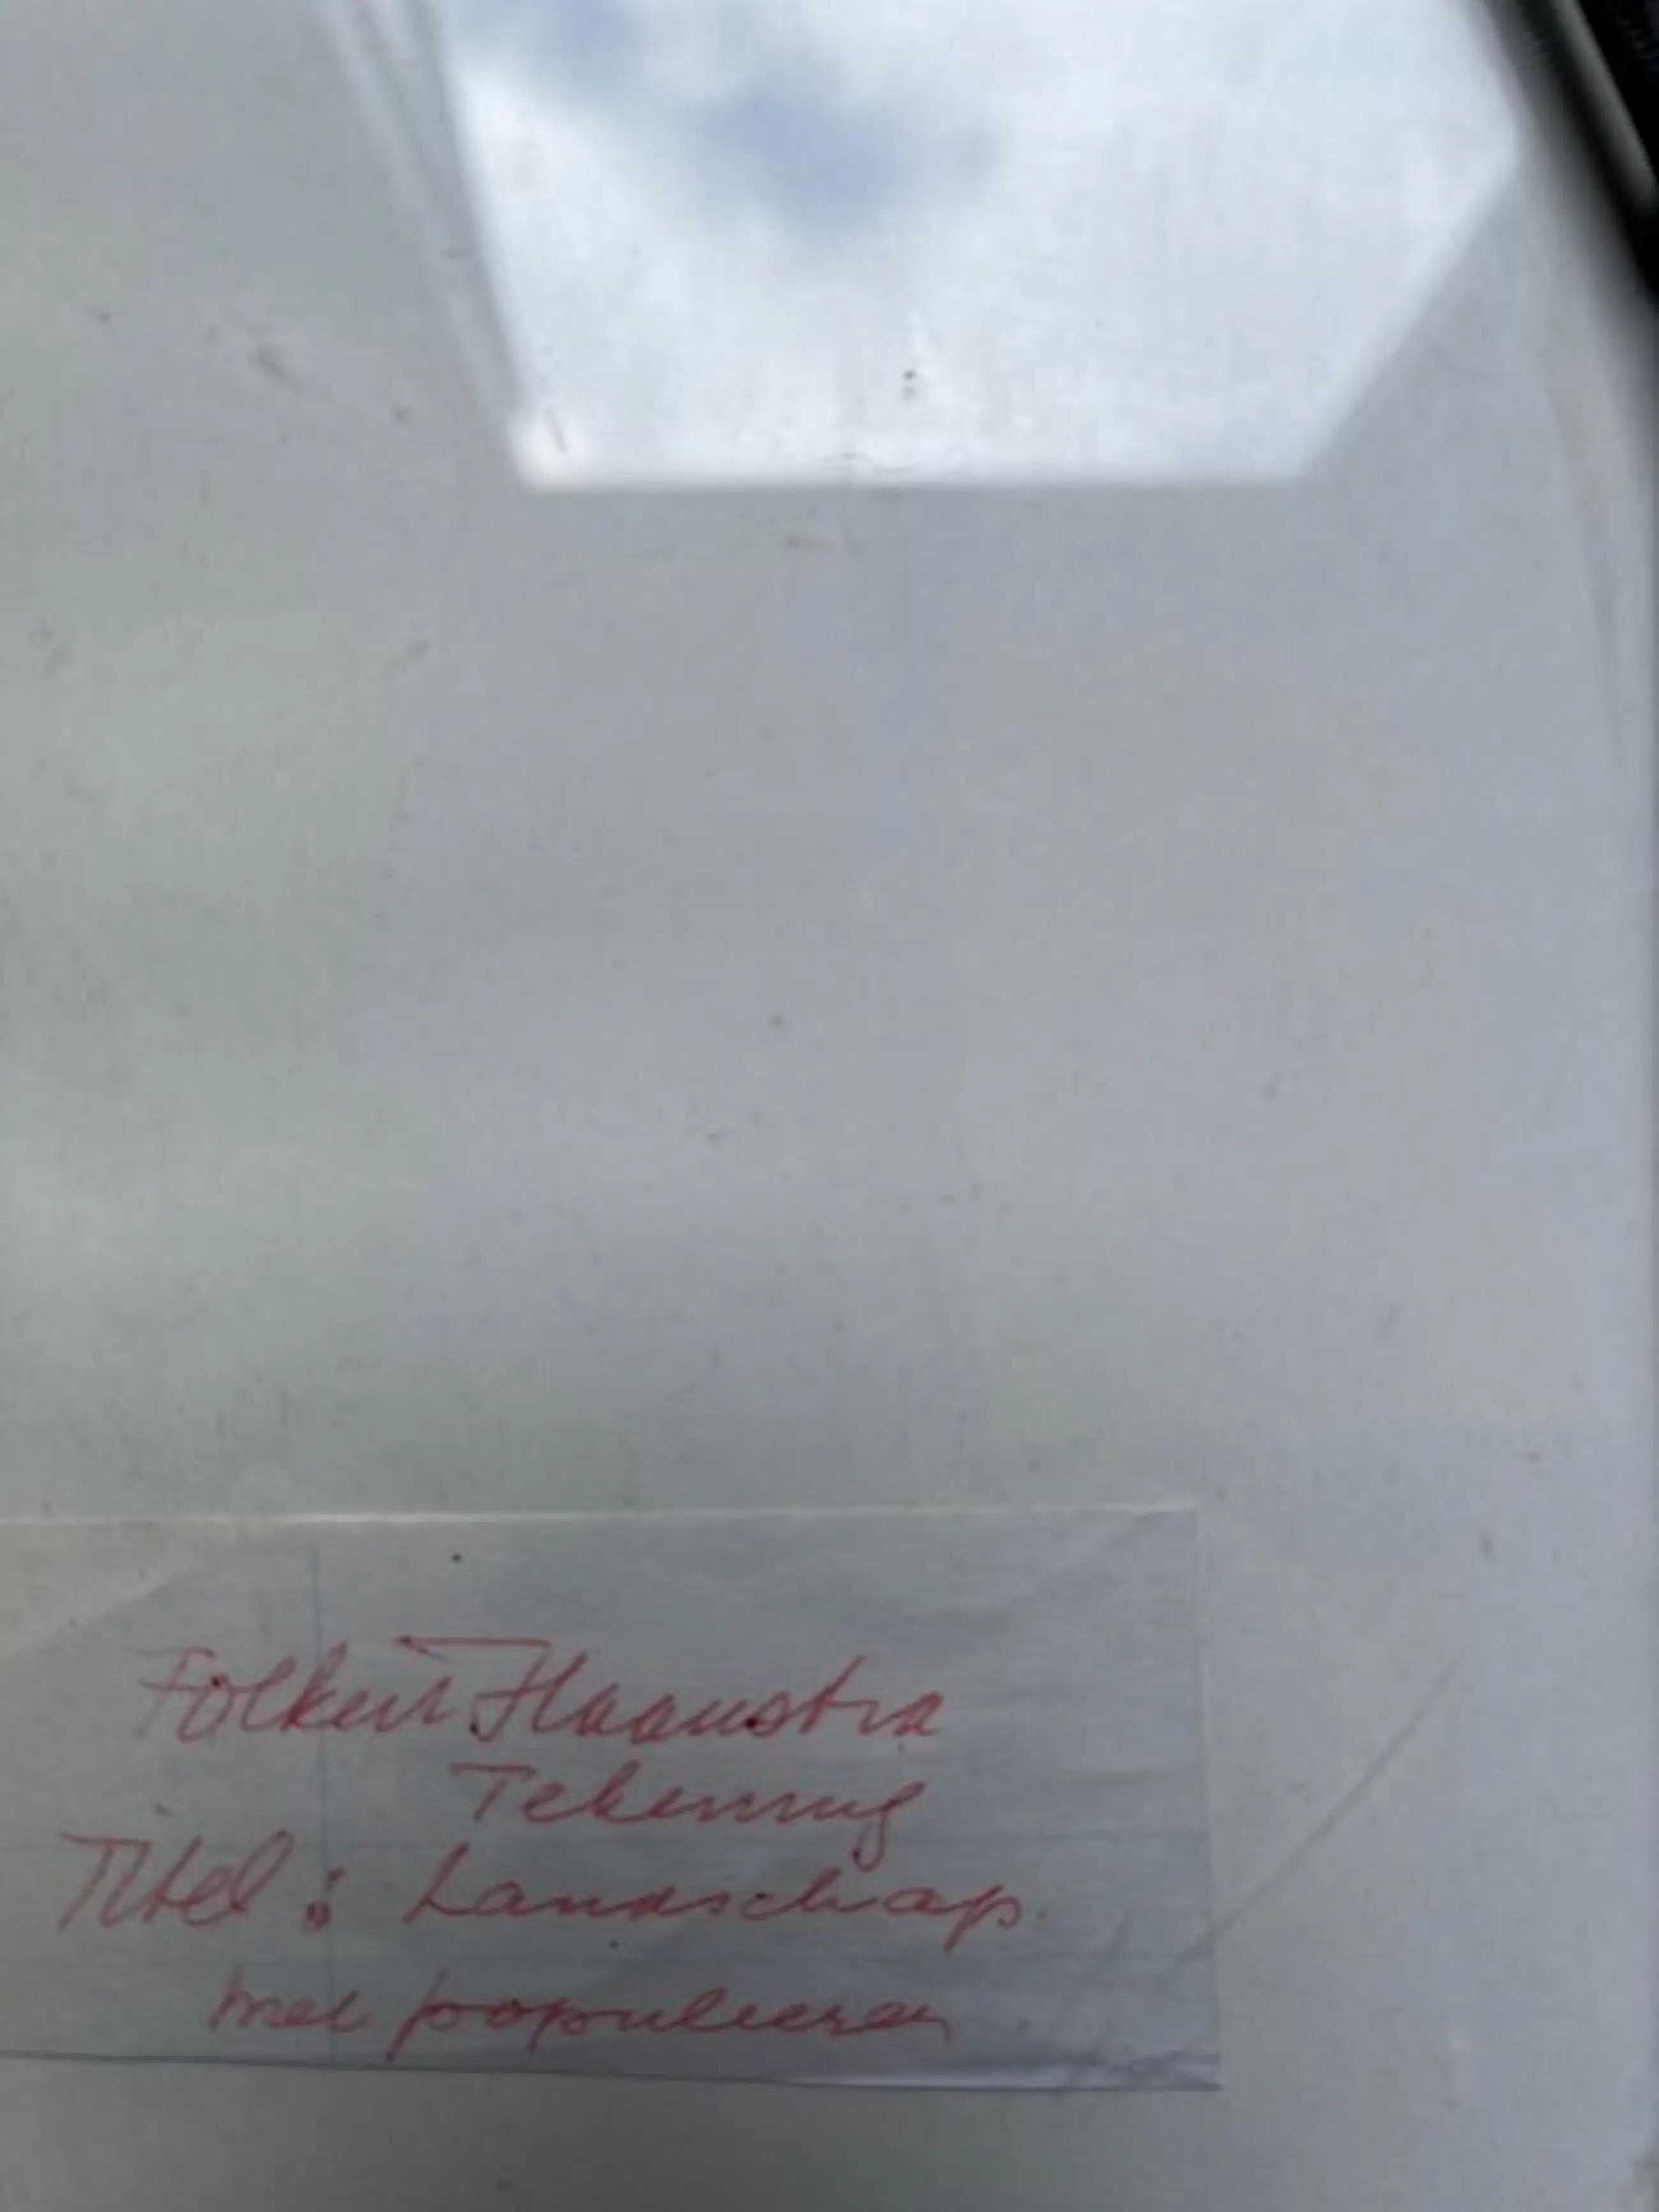 Folkert Haanstra
Tekening
Titel: Landschap
met populieren